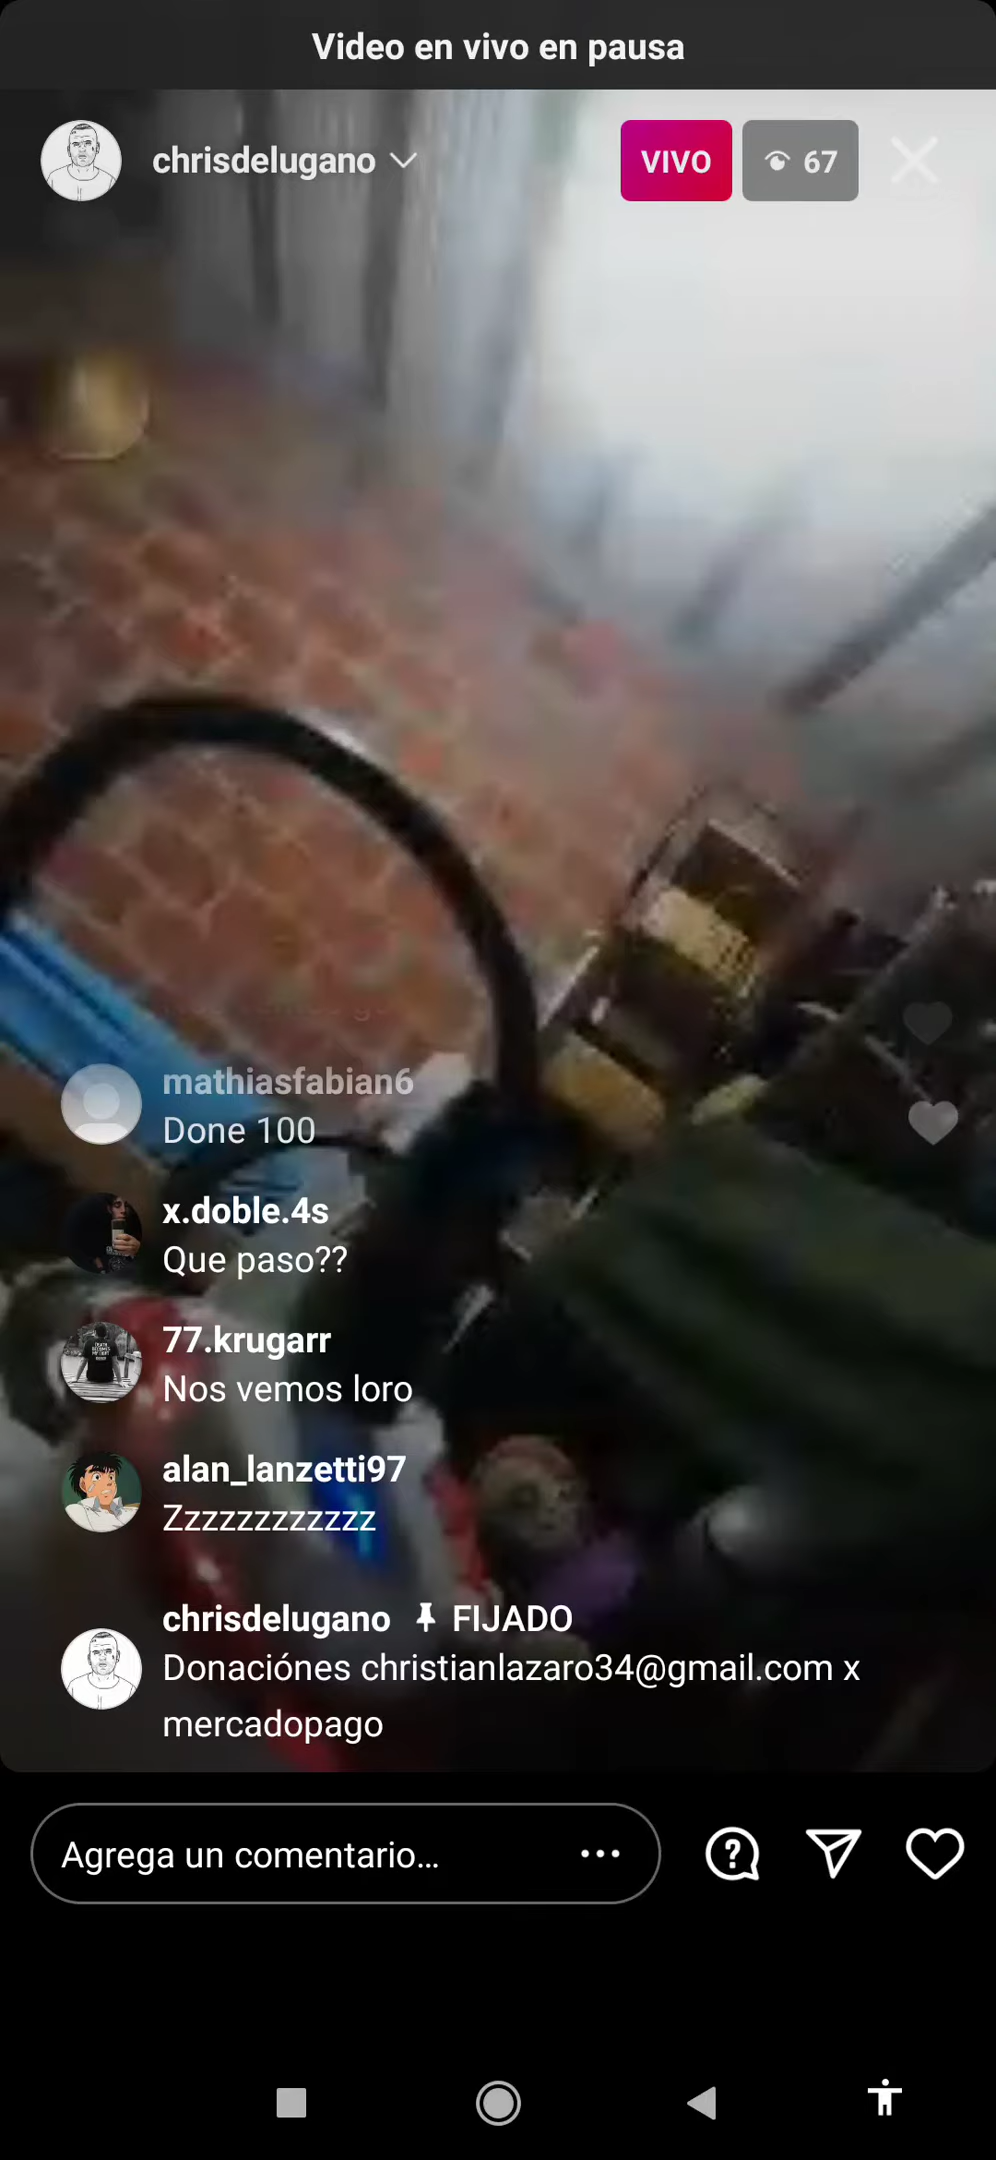 Video en vivo en pausa
chrisdelugano
VIVO
67
mathiasfabian6
Done 100
x.doble.4s
Que paso??
77.krugarr
Nos vemos loro
alan_lanzetti97
Zzzzzzzzzzzz
chrisdelugano FIJADO
Donaciónes christianlazaro34@gmail.com x
mercadopago
Agrega un comentario...